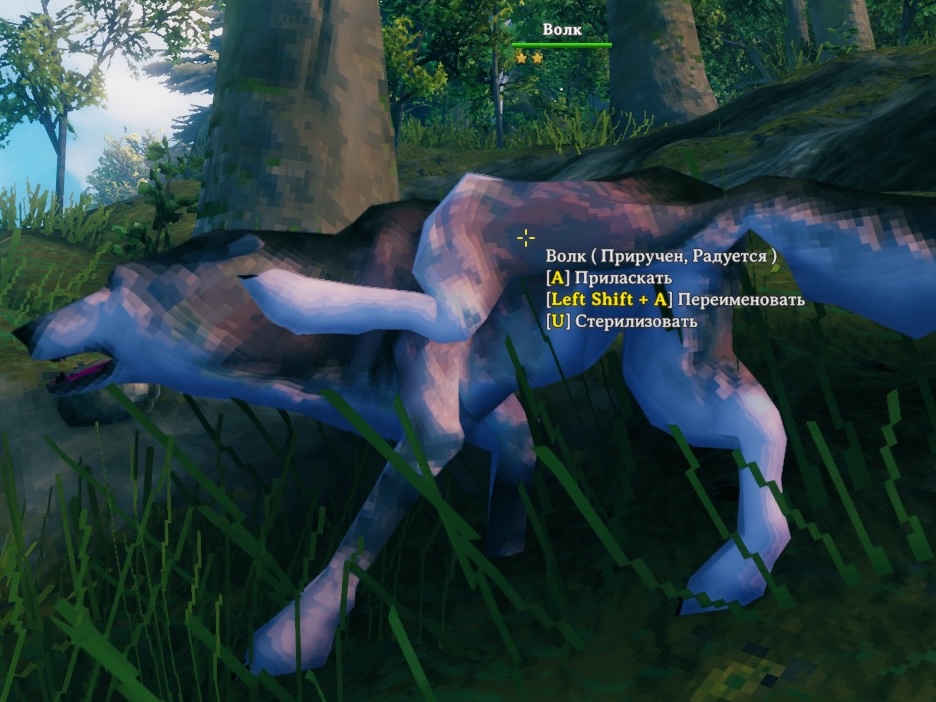 Волк
Волк ( Приручен, Радуется )
[A] Приласкать
[Left Shift + A] Переименовать
[U] Стерилизовать